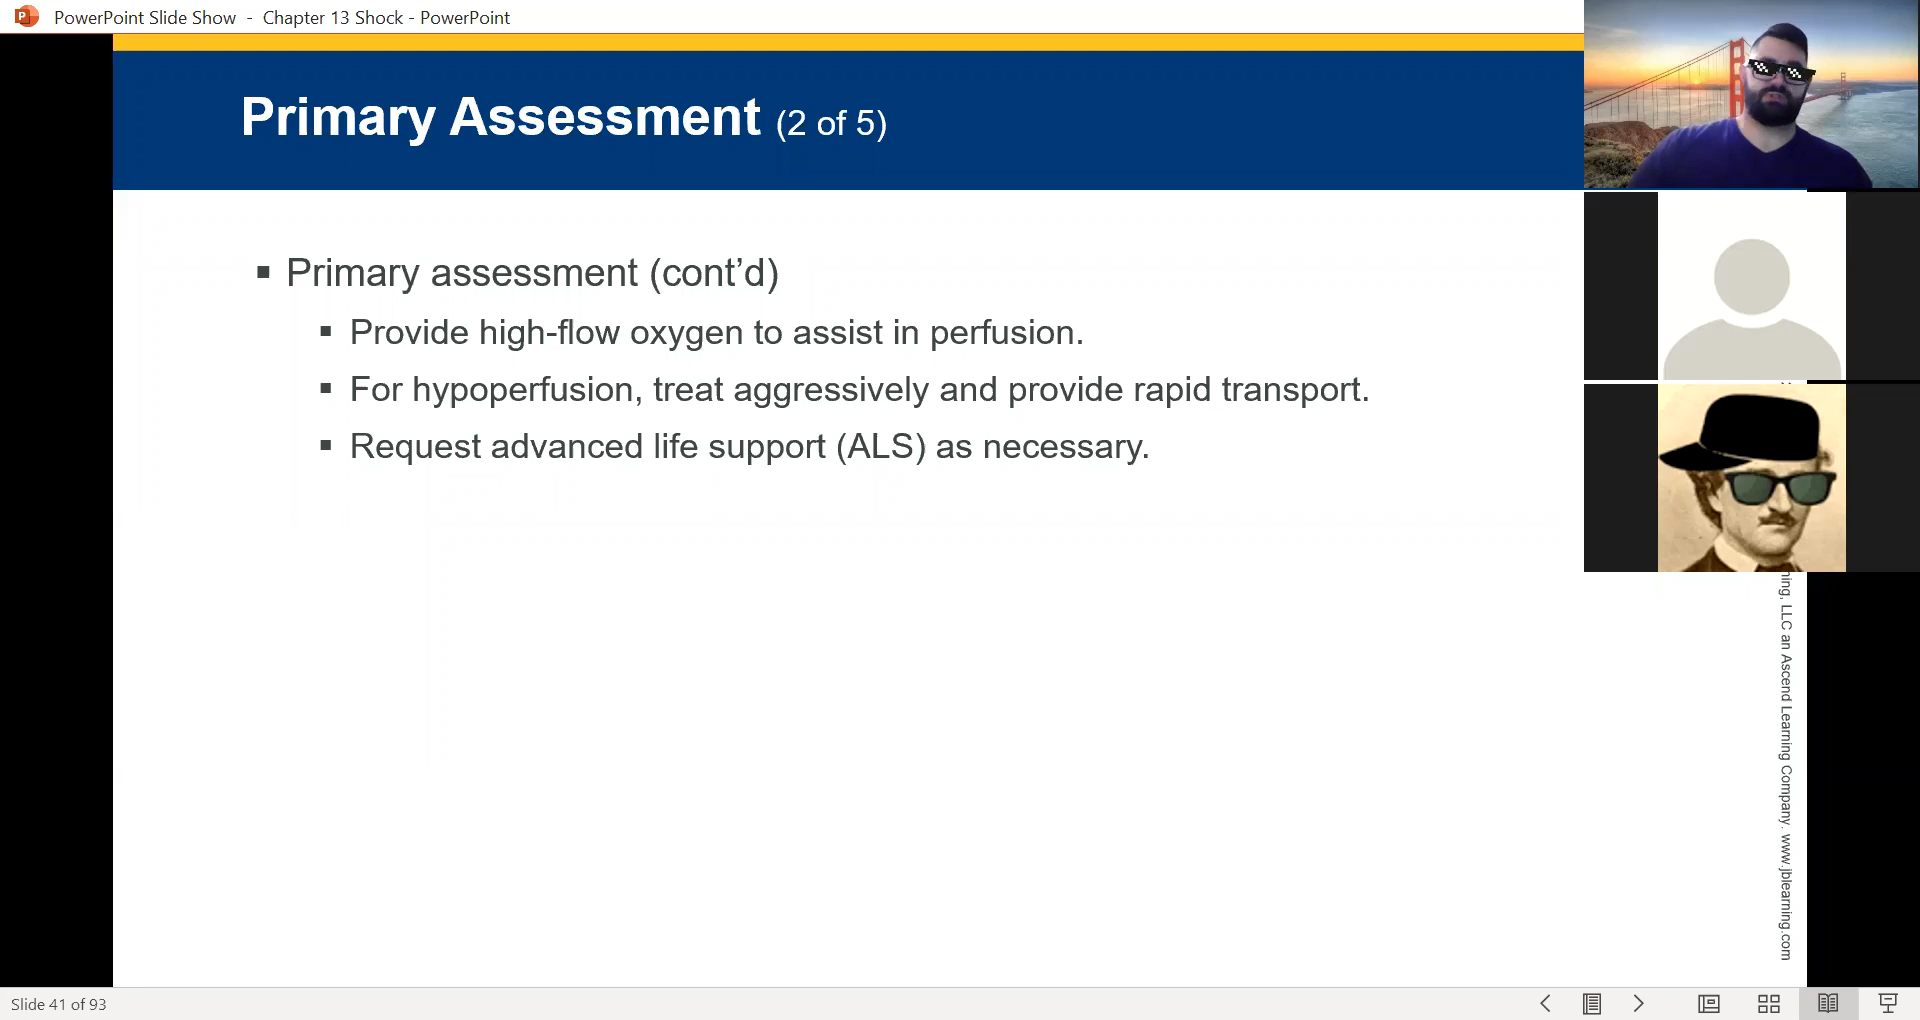 PowerPoint Slide Show - Chapter 13 Shock - PowerPoint
Primary Assessment (2 of 5)
▪ Primary assessment (cont’d)
▪ Provide high-flow oxygen to assist in perfusion.
▪ For hypoperfusion, treat aggressively and provide rapid transport.
▪ Request advanced life support (ALS) as necessary.
LLC an Ascend Learning Company. www.jblearning.com
Slide 41 of 93